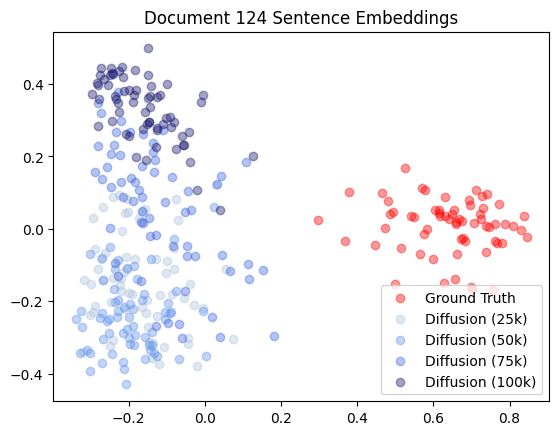 Document 124 Sentence Embeddings
0.4
0.2
0.0
−0.2
−0.4
−0.2
0.0
0.2
0.4
0.6
0.8
Ground Truth
Diffusion (25k)
Diffusion (50k)
Diffusion (75k)
Diffusion (100k)